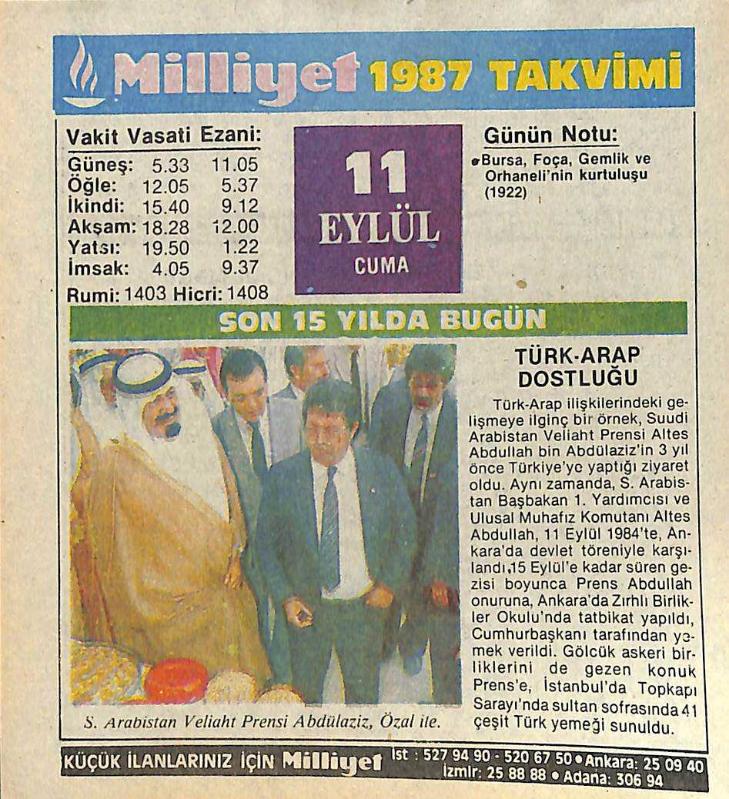 Milliyet 1987 TAKVİMİ
Vakit Vasati Ezani:
Güneş: 5.33 11.05
Öğle: 12.05 5.37
İkindi: 15.40 9.12
Akşam: 18.28 12.00
Yatsı: 19.50 1.22
İmsak: 4.05 9.37
Rumi: 1403 Hicri: 1408
11
EYLÜL
CUMA
Günün Notu:
Bursa, Foça, Gemlik ve
Orhaneli'nin kurtuluşu
(1922)
SON 15 YILDA BUGÜN
TÜRK-ARAP
DOSTLUĞU
Türk-Arap ilişkilerindeki ge-
lişmeye ilginç bir örnek, Suudi
Arabistan Veliaht Prensi Altes
Abdullah bin Abdülaziz'in 3 yıl
önce Türkiye'ye yaptığı ziyaret
oldu. Aynı zamanda, S. Arabis-
tan Başbakan 1. Yardımcısı ve
Ulusal Muhafız Komutanı Altes
Abdullah, 11 Eylül 1984'te, An-
kara'da devlet töreniyle karşı-
landı,15 Eylül'e kadar süren ge-
zisi boyunca Prens Abdullah
onuruna, Ankara'da Zırhlı Birlik-
ler Okulu'nda tatbikat yapıldı,
Cumhurbaşkanı tarafından ye-
mek verildi. Gölcük askeri bir-
liklerini de gezen konuk
Prens'e, İstanbul'da Topkapı
Sarayı'nda sultan sofrasında 41
çeşit Türk yemeği sunuldu.
S. Arabistan Veliaht Prensi Abdülaziz, Özal ile.
KÜÇÜK İLANLARINIZ İÇİN Milliyet İst : 527 94 90 - 520 67 50 • Ankara: 25 09 40
İzmir: 25 88 88 • Adana: 306 94